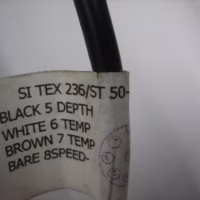 SI TEX 236/ST 50-
BLACK 5 DEPTH
WHITE 6 TEMP
BROWN 7 TEMP
BARE 8SPEED-